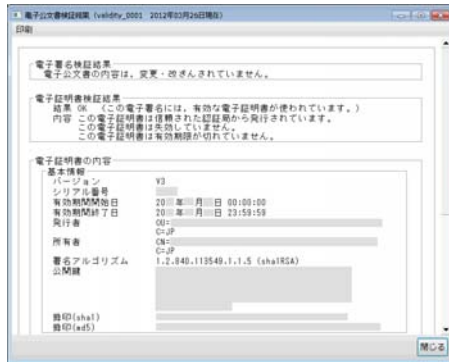 電子公文書検証結果 (validity_0001 2012年03月26日現在)
印刷
電子署名検証結果
電子公文書の内容は、変更・改ざんされていません。
電子証明書検証結果
結果 OK (この電子署名には、有効な電子証明書が使われています。)
内容 この電子証明書は信頼された認証局から発行されています。
この電子証明書は失効していません。
この電子証明書は有効期限が切れていません。
電子証明書の内容
基本情報
バージョン V3
シリアル番号
有効期間開始日 20 年 月 日 00:00:00
有効期間終了日 20 年 月 日 23:59:59
発行者 OU=
C=JP
所有者 CN=
C=JP
署名アルゴリズム 1.2.840.113549.1.1.5 (sha1RSA)
公開鍵
拇印(sha1)
拇印(md5)
閉じる